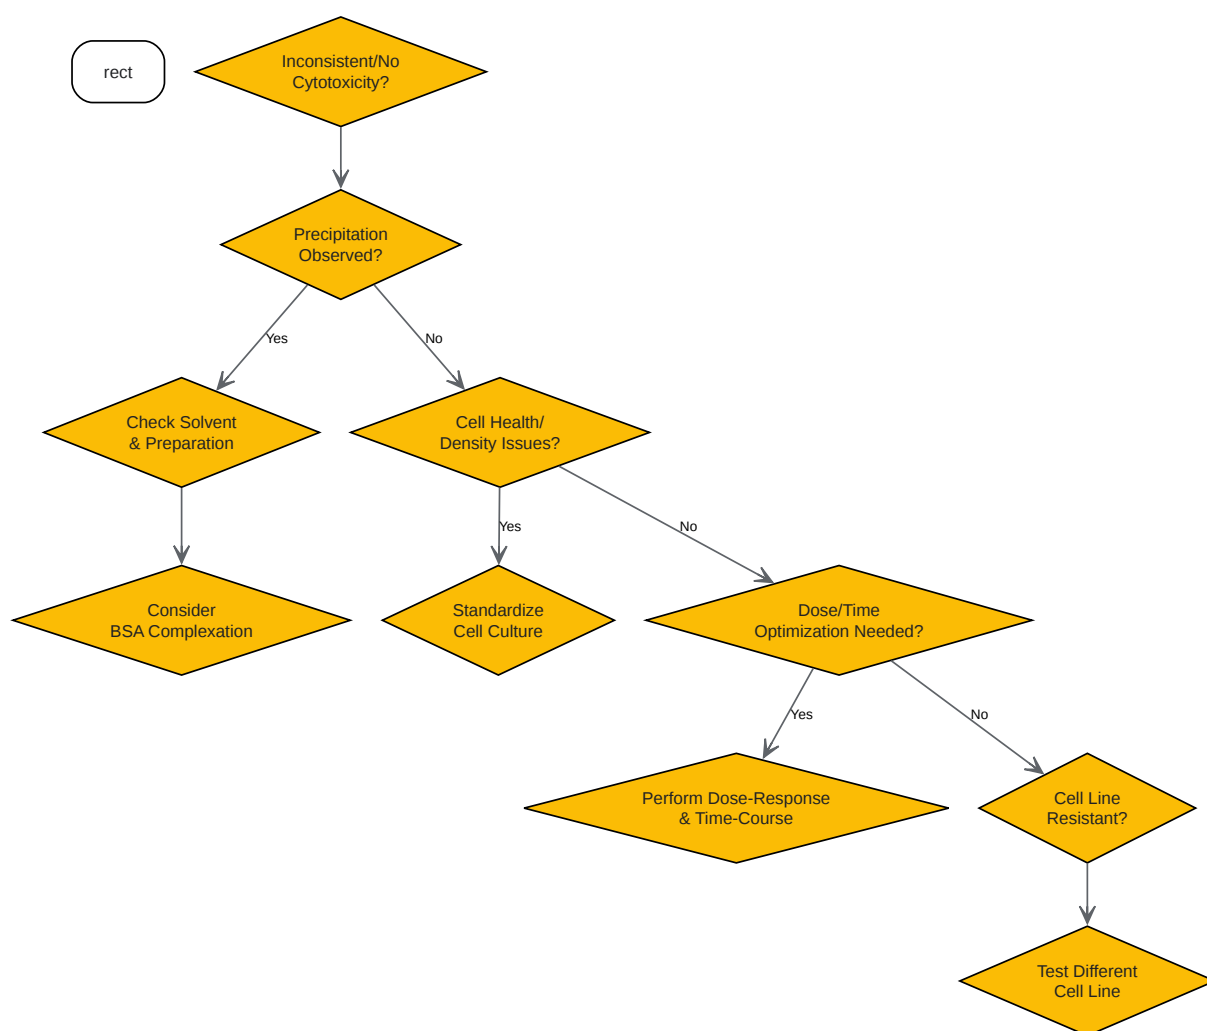 rect
Inconsistent/No
Cytotoxicity?
Precipitation
Observed?
Yes
No
Check Solvent
& Preparation
Cell Health/
Density Issues?
Yes
No
Consider
BSA Complexation
Standardize
Cell Culture
Dose/Time
Optimization Needed?
Yes
No
Perform Dose-Response
& Time-Course
Cell Line
Resistant?
Test Different
Cell Line